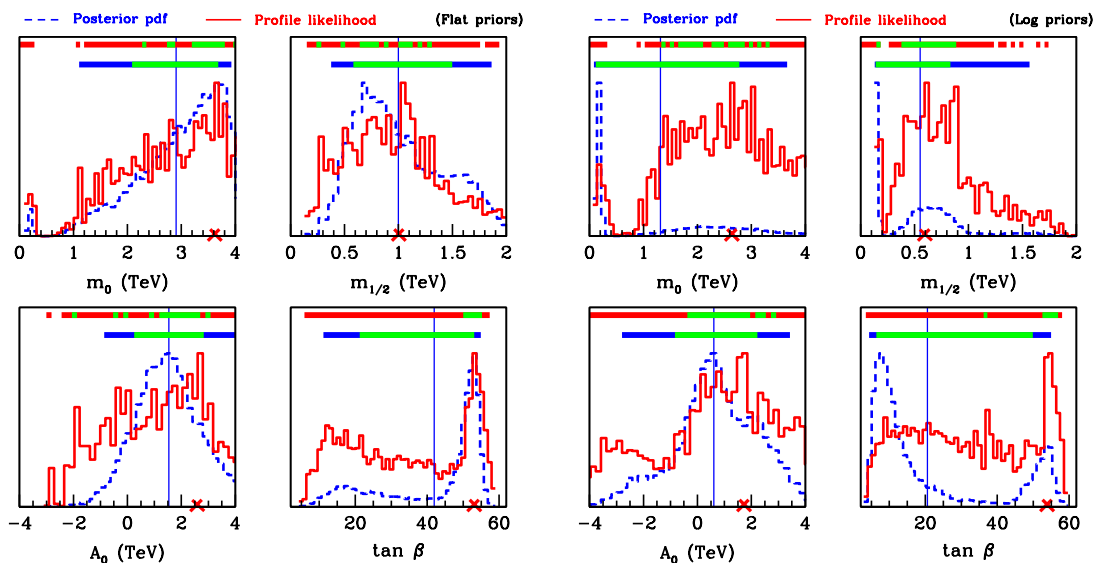 Posterior pdf Profile likelihood (Flat priors) Posterior pdf Profile likelihood (Log priors)
0 1 2 3 4 0 0.5 1 1.5 2 0 1 2 3 4 0 0.5 1 1.5 2
m0 (TeV) m1/2 (TeV) m0 (TeV) m1/2 (TeV)
−4 −2 0 2 4 20 40 60 −4 −2 0 2 4 20 40 60
A0 (TeV) tan β A0 (TeV) tan β